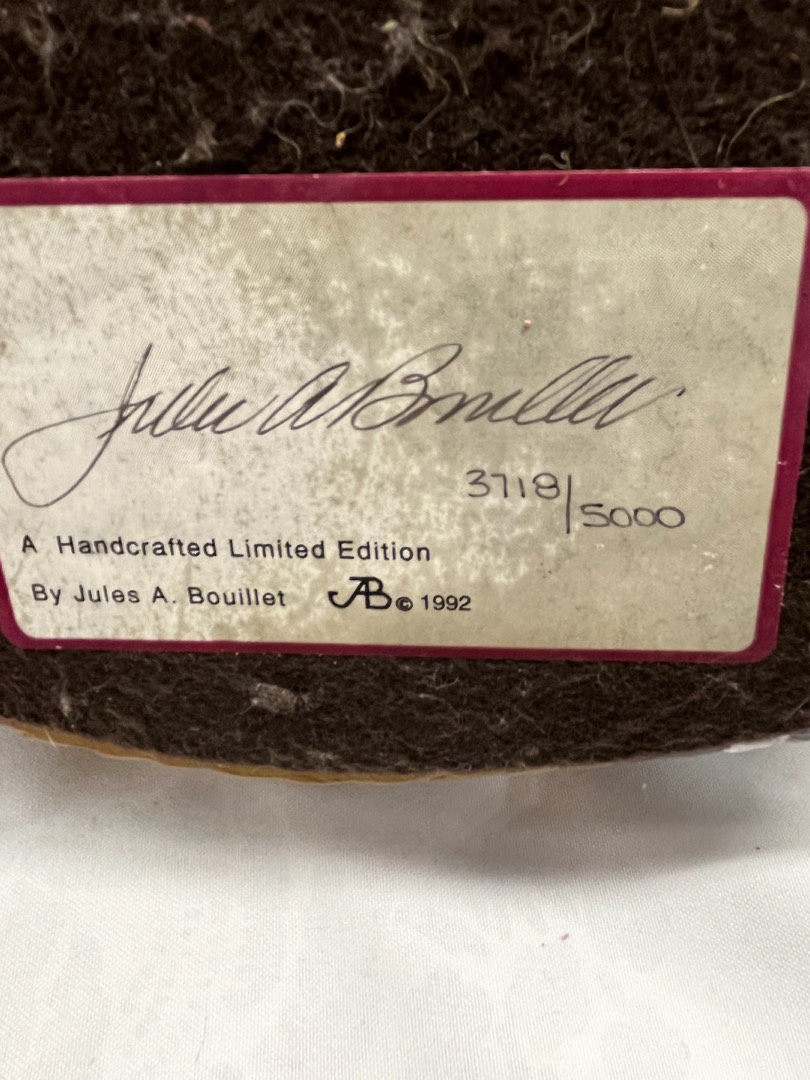 Jules A Bouillet
3718/5000
A Handcrafted Limited Edition
By Jules A. Bouillet JAB © 1992